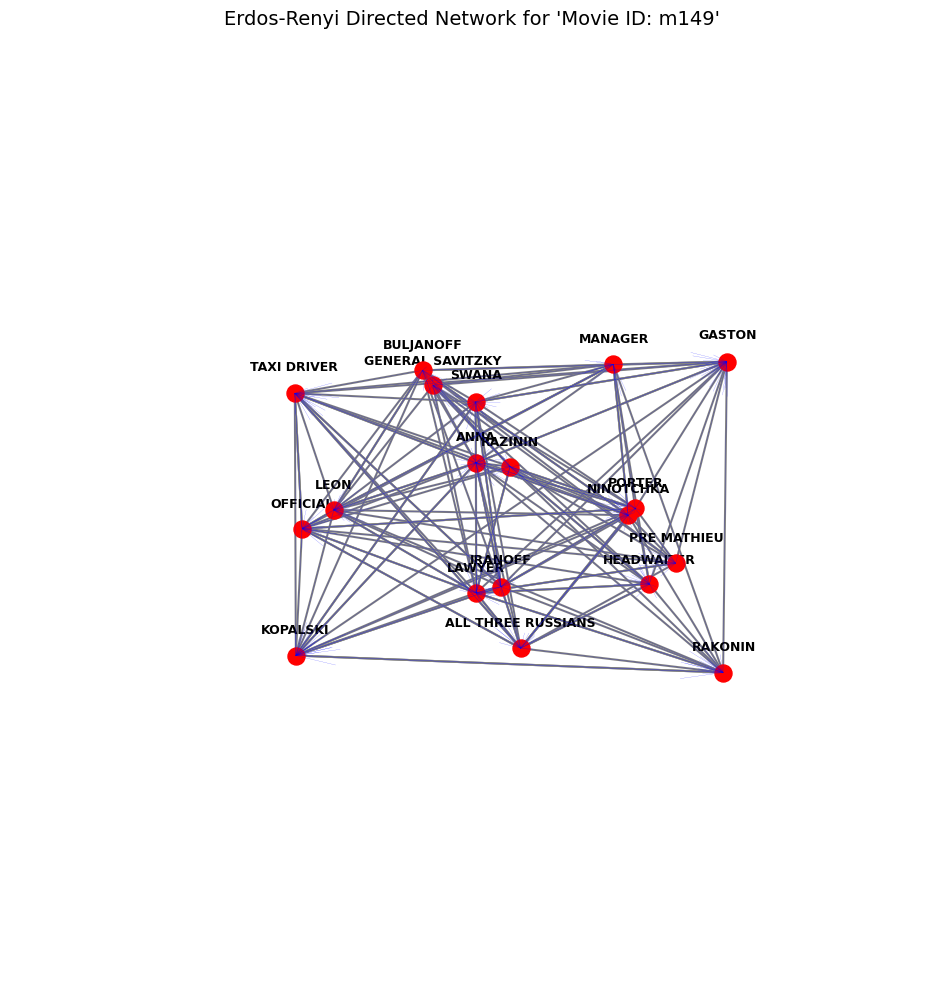 Erdos-Renyi Directed Network for 'Movie ID: m149'
MANAGER
GASTON
BULJANOFF
GENERAL SAVITZKY
TAXI DRIVER
SWANA
ANNA
RAZININ
LEON
PORTER
NINOTCHKA
OFFICIAL
PRE MATHIEU
IRANOFF
HEADWAITER
LAWYER
ALL THREE RUSSIANS
KOPALSKI
RAKONIN